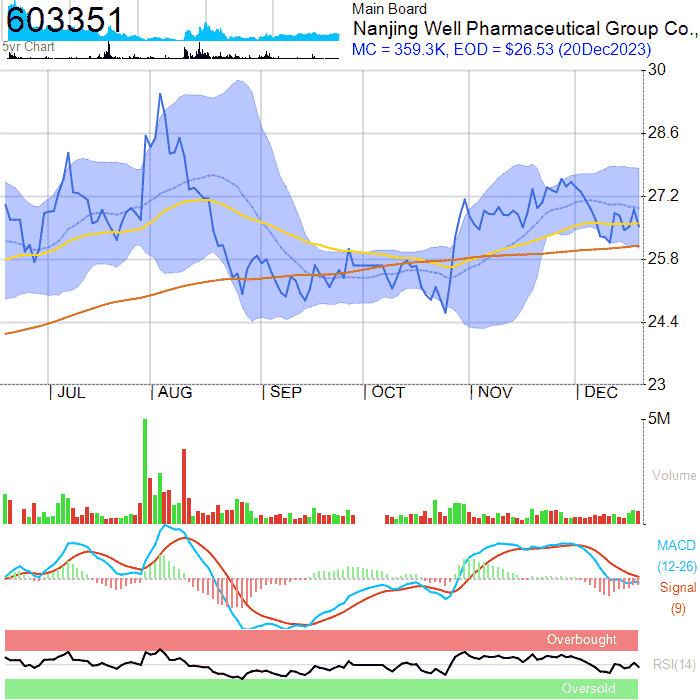 603351
5yr Chart
Main Board
Nanjing Well Pharmaceutical Group Co.,
MC = 359.3K, EOD = $26.53 (20Dec2023)
30
28.6
27.2
25.8
24.4
23
JUL AUG SEP OCT NOV DEC
5M
Volume
MACD
(12-26)
Signal
(9)
Overbought
RSI(14)
Oversold